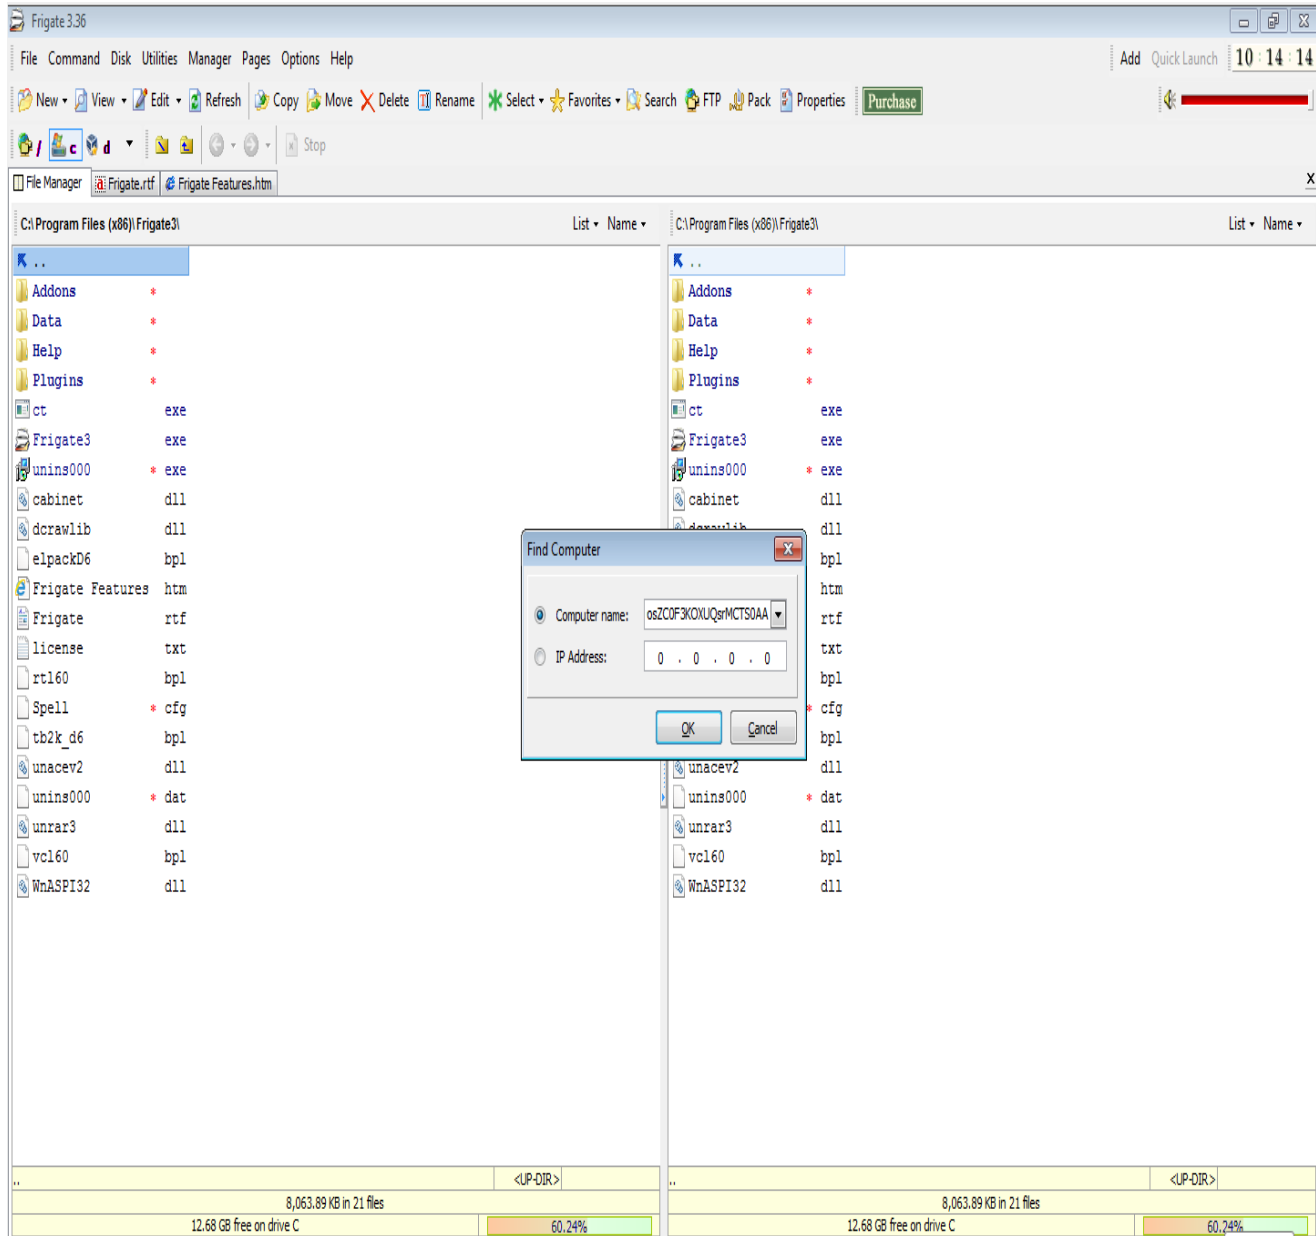 Frigate 3.36
File Command Disk Utilities Manager Pages Options Help Add Quick Launch 10 : 14 : 14
New View Edit Refresh Copy Move Delete Rename Select Favorites Search FTP Pack Properties Purchase
/ c d Stop
File Manager Frigate.rtf Frigate Features.htm X
C:\Program Files (x86)\Frigate3\ List Name C:\Program Files (x86)\Frigate3\ List Name
.. ..
Addons * Addons *
Data * Data *
Help * Help *
Plugins * Plugins *
ct exe ct exe
Frigate3 exe Frigate3 exe
unins000 * exe unins000 * exe
cabinet dll cabinet dll
dcrawlib dll dcrawlib dll
elpackD6 bpl bpl
Frigate Features htm htm
Frigate rtf rtf
license txt txt
rtl60 bpl bpl
Spell * cfg * cfg
tb2k_d6 bpl bpl
unacev2 dll unacev2 dll
unins000 * dat unins000 * dat
unrar3 dll unrar3 dll
vcl60 bpl vcl60 bpl
WnASPI32 dll WnASPI32 dll
Find Computer
Computer name: osZC0F3KOXUQsrMCTS0AA
IP Address: 0 . 0 . 0 . 0
OK Cancel
.. <UP-DIR> .. <UP-DIR>
8,063.89 KB in 21 files 8,063.89 KB in 21 files
12.68 GB free on drive C 60.24% 12.68 GB free on drive C 60.24%